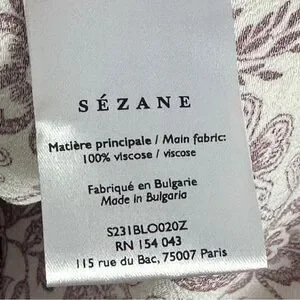 SÉZANE
Matière principale / Main fabric:
100% viscose / viscose
Fabriqué en Bulgarie
Made in Bulgaria
S231BLO020Z
RN 154 043
115 rue du Bac, 75007 Paris